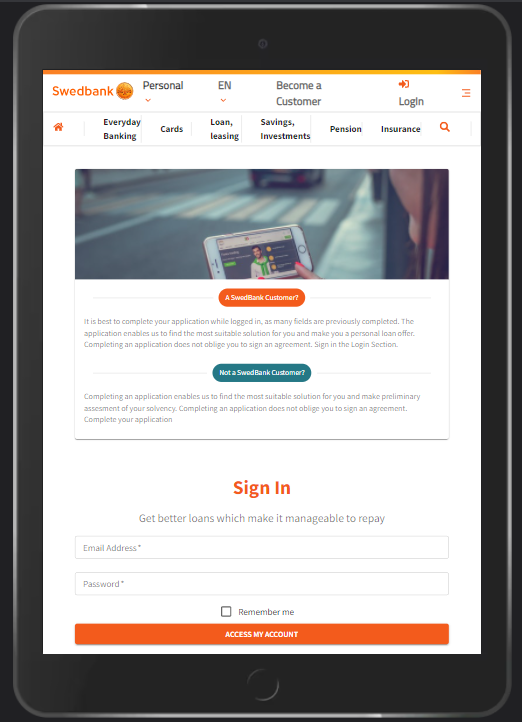 Swedbank
Personal
EN
Become a
Customer
Login
Everyday
Banking
Cards
Loan,
leasing
Savings,
Investments
Pension
Insurance
A SwedBank Customer?
It is best to complete your application while logged in, as many fields are previously completed. The
application enables us to find the most suitable solution for you and make you a personal loan offer.
Completing an application does not oblige you to sign an agreement. Sign in the Login Section.
Not a SwedBank Customer?
Completing an application enables us to find the most suitable solution for you and make preliminary
assesment of your solvency. Completing an application does not oblige you to sign an agreement.
Complete your application
Sign In
Get better loans which make it manageable to repay
Email Address *
Password *
Remember me
ACCESS MY ACCOUNT